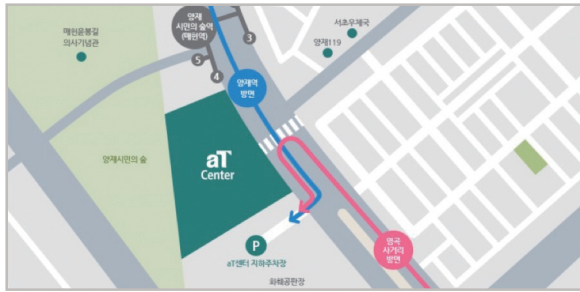 양재
시민의 숲역
(매헌역)
3
5
4
매헌윤봉길
의사기념관
서초우체국
양재119
양재역
방면
양재시민의 숲
aT
Center
P
aT센터 지하주차장
염곡
사거리
방면
화훼공판장